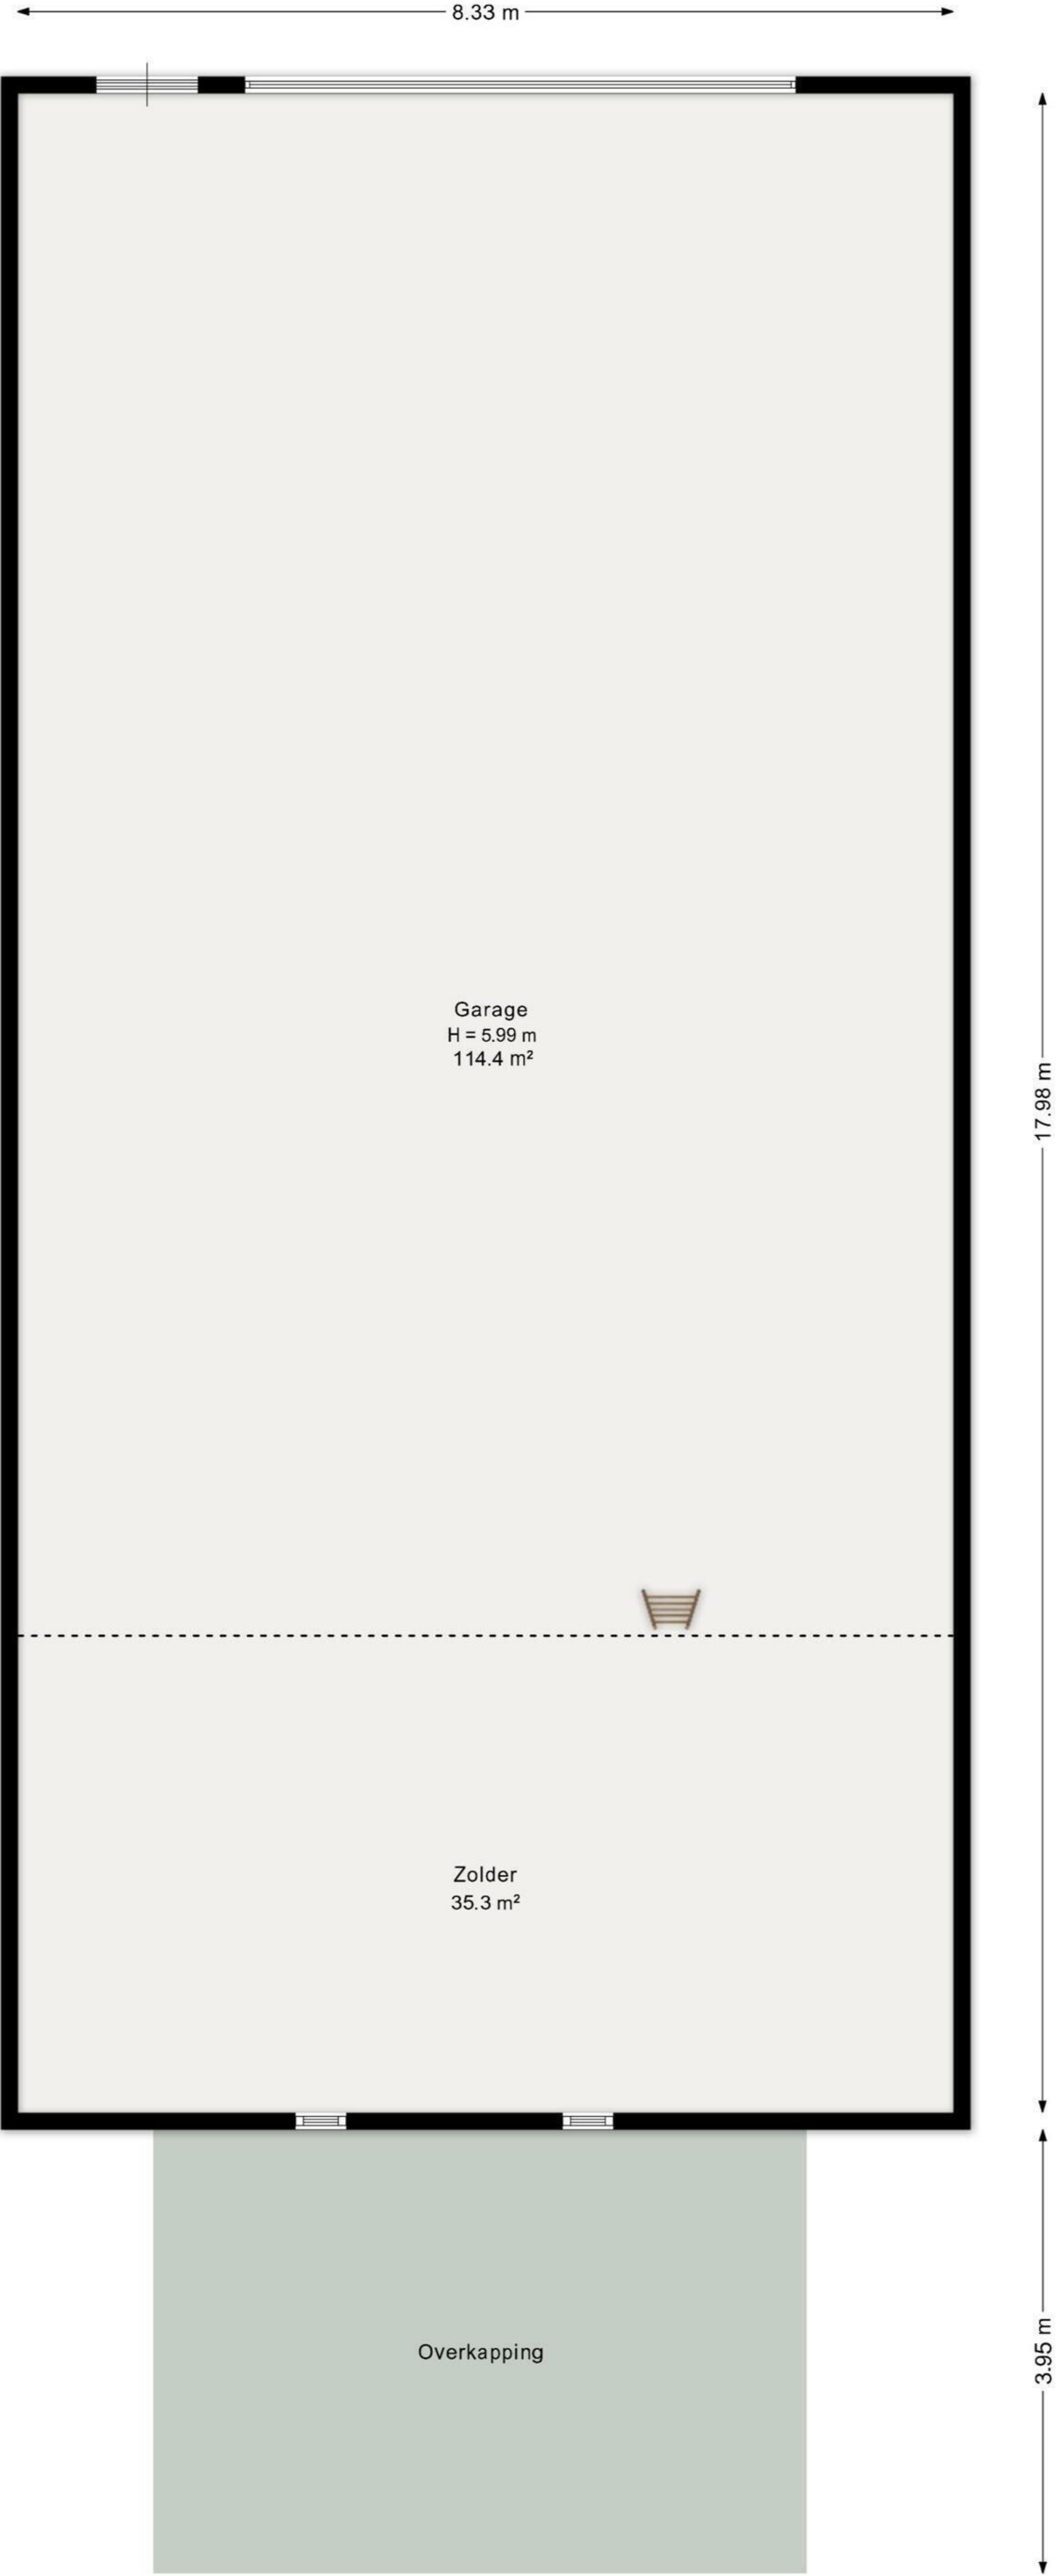 8.33 m
Garage
H = 5.99 m
114.4 m²
17.98 m
Zolder
35.3 m²
Overkapping
3.95 m